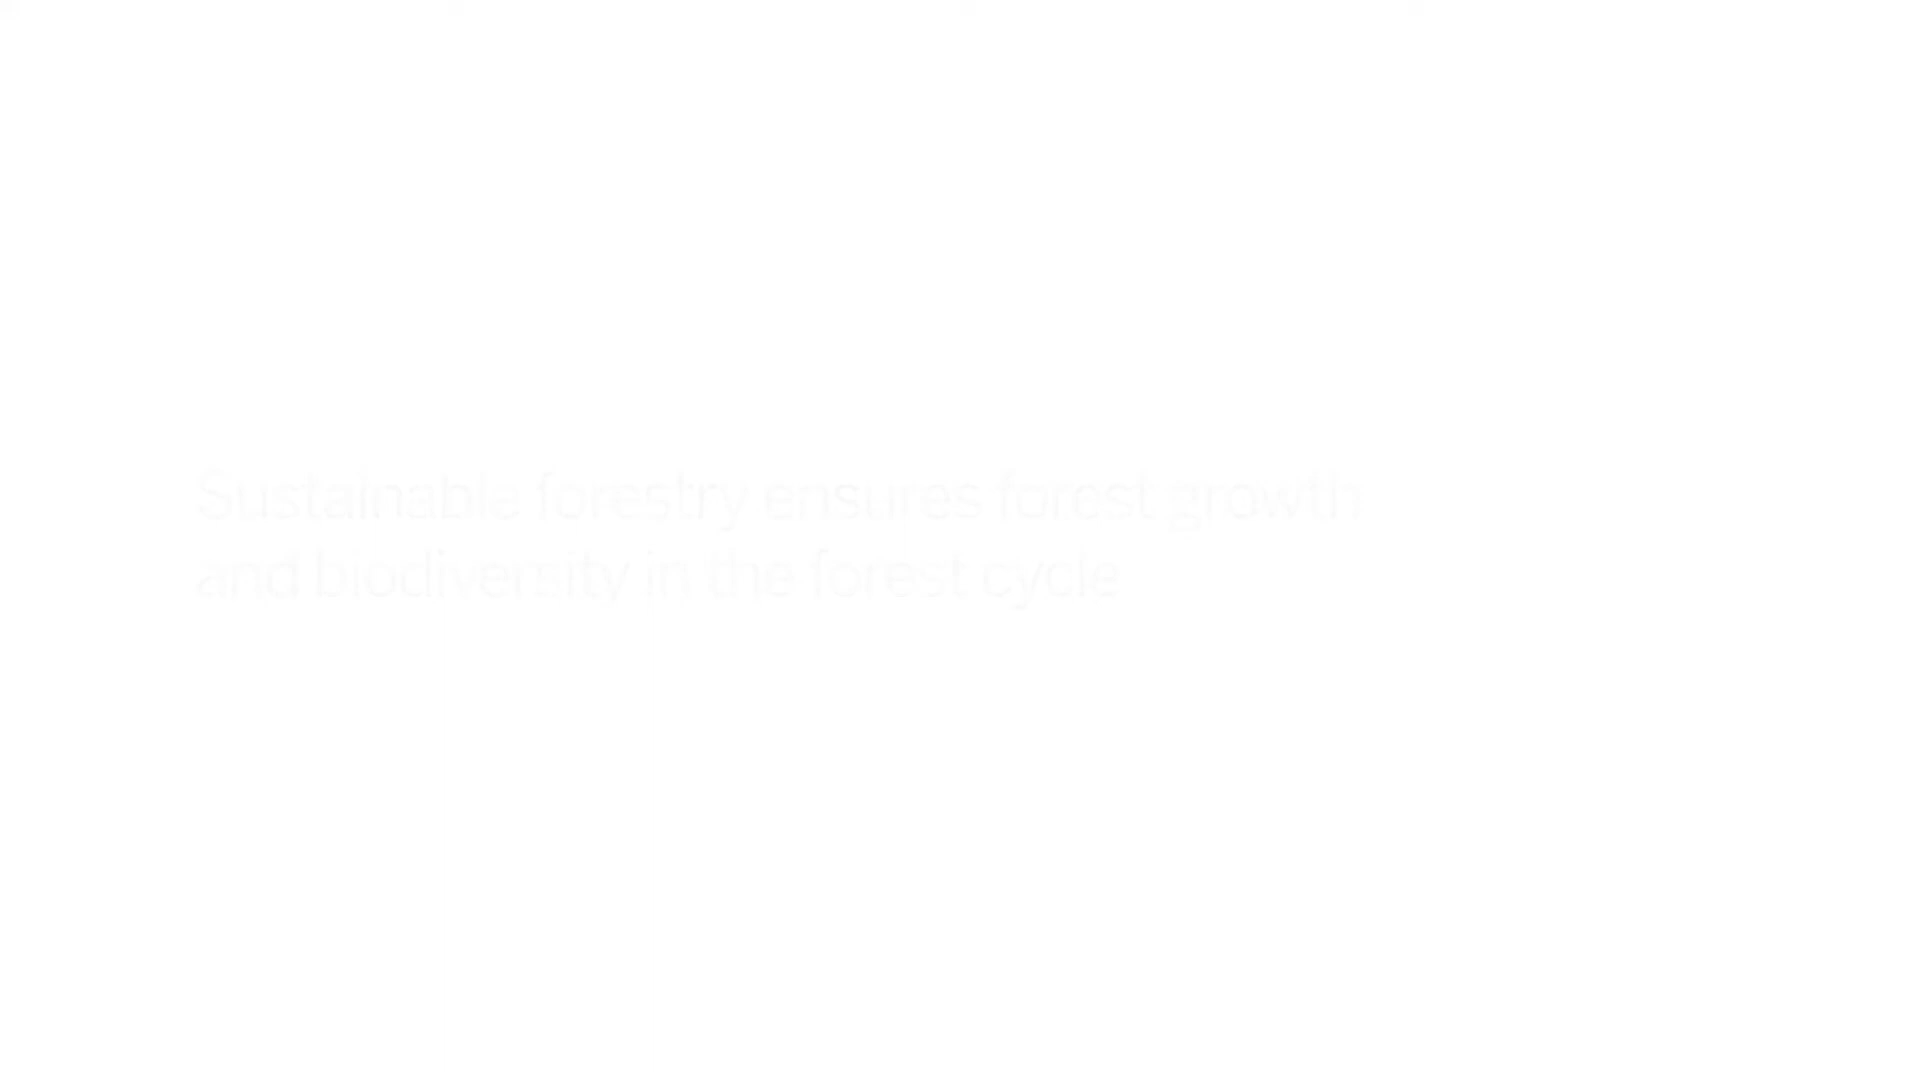 Sustainable forestry ensures forest growth
and biodiversity in the forest cycle